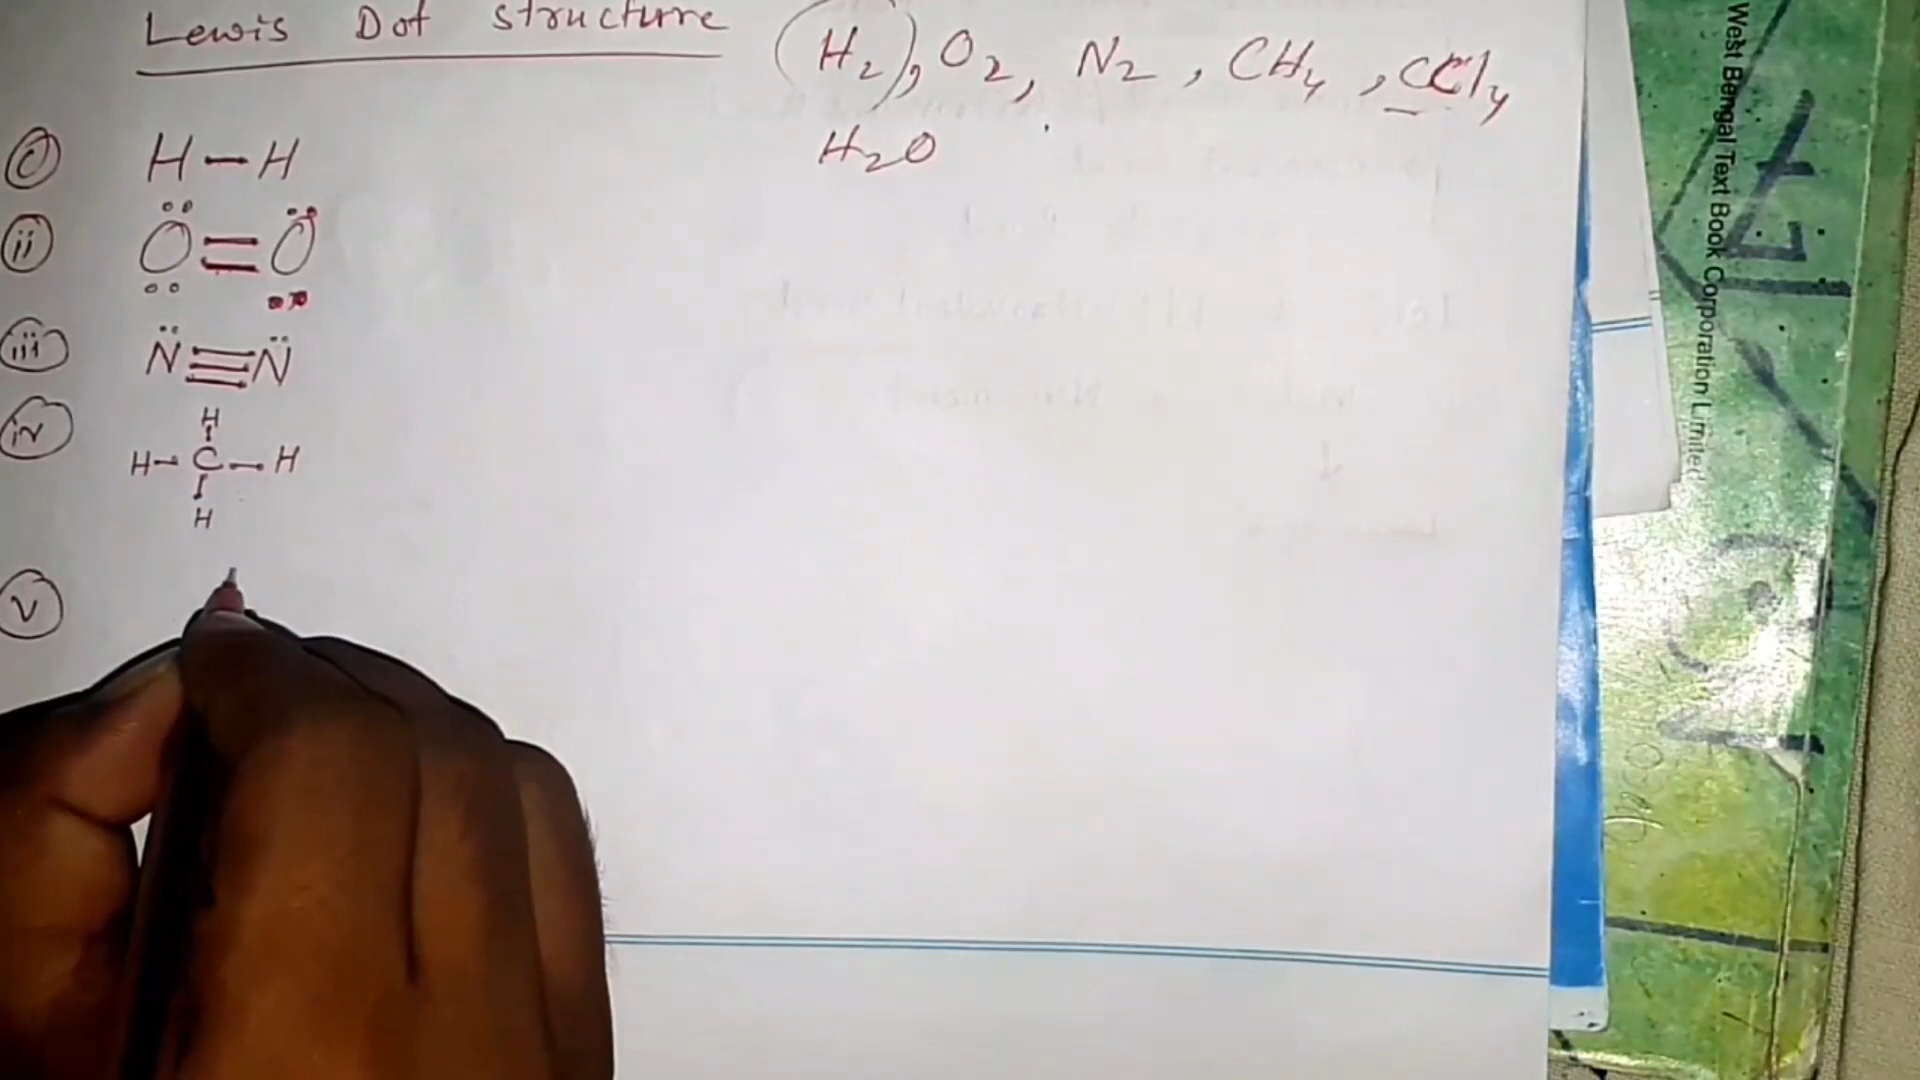 Lewis Dot structure
(H2), O2, N2, CH4, CCl4
H2O
i H-H
ii O=O
iii N≡N
iv H
H-C-H
H
v
West Bengal Text Book Corporation Limited